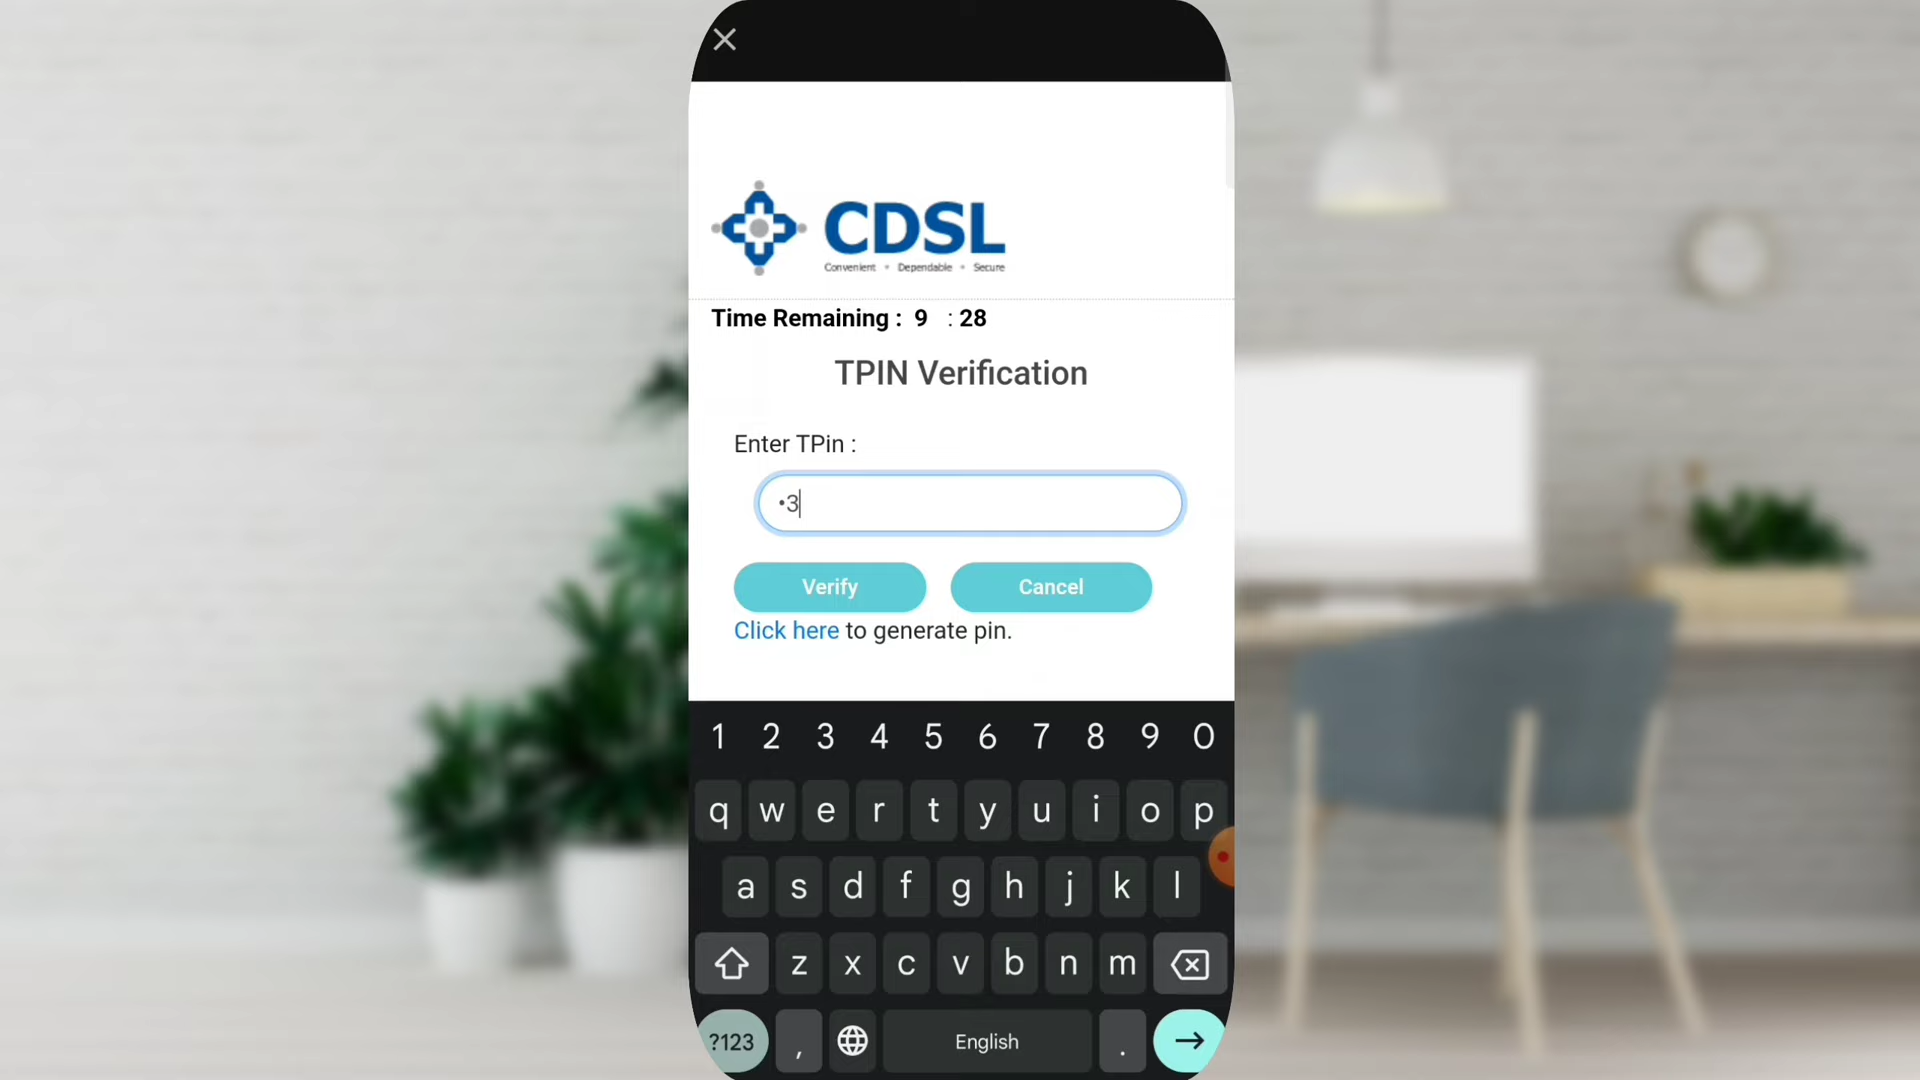 CDSL
Convenient • Dependable • Secure
Time Remaining : 9 : 28
TPIN Verification
Enter TPin :
•3
Verify Cancel
Click here to generate pin.
1 2 3 4 5 6 7 8 9 0
q w e r t y u i o p
a s d f g h j k l
z x c v b n m
?123 , English .